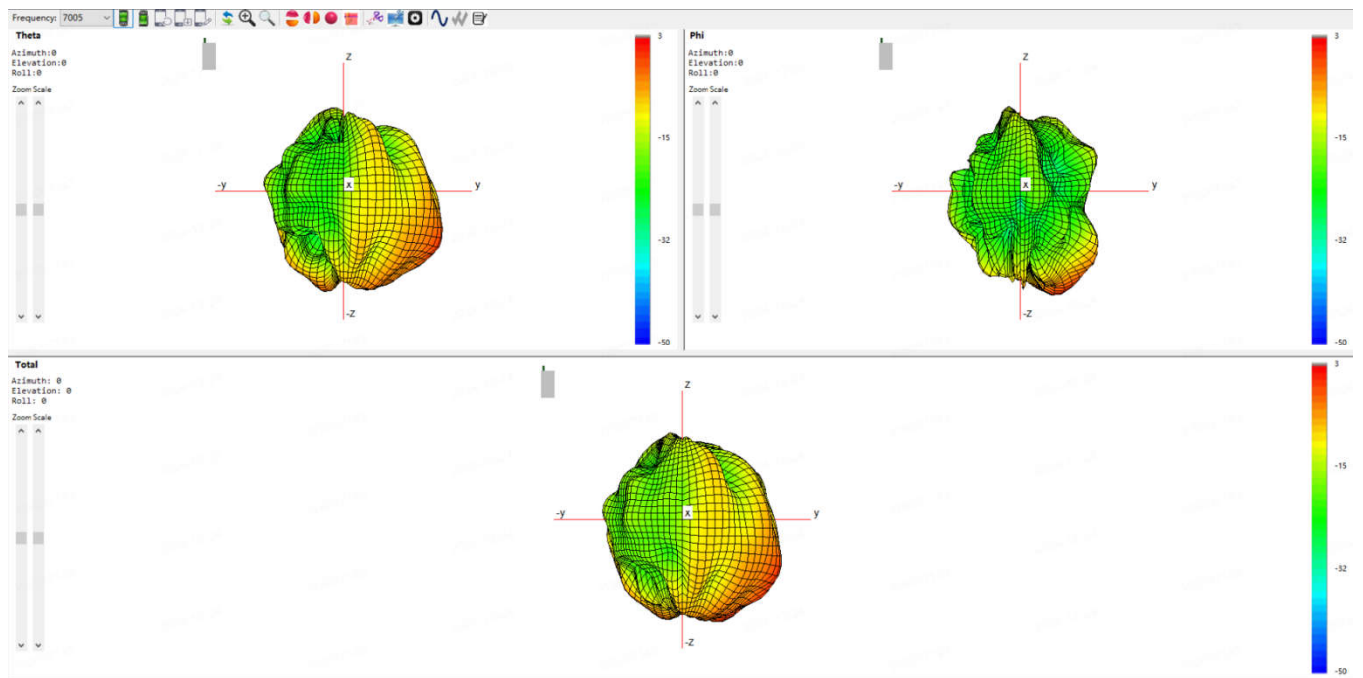 Frequency: 7005
Theta
Azimuth:0
Elevation:0
Roll:0
Zoom Scale
Z
-y
X
y
-Z
3
-15
-32
-50
Phi
Azimuth:0
Elevation:0
Roll:0
Zoom Scale
Z
-y
X
y
-Z
3
-15
-32
-50
Total
Azimuth: 0
Elevation: 0
Roll: 0
Zoom Scale
Z
-y
X
y
-Z
3
-15
-32
-50